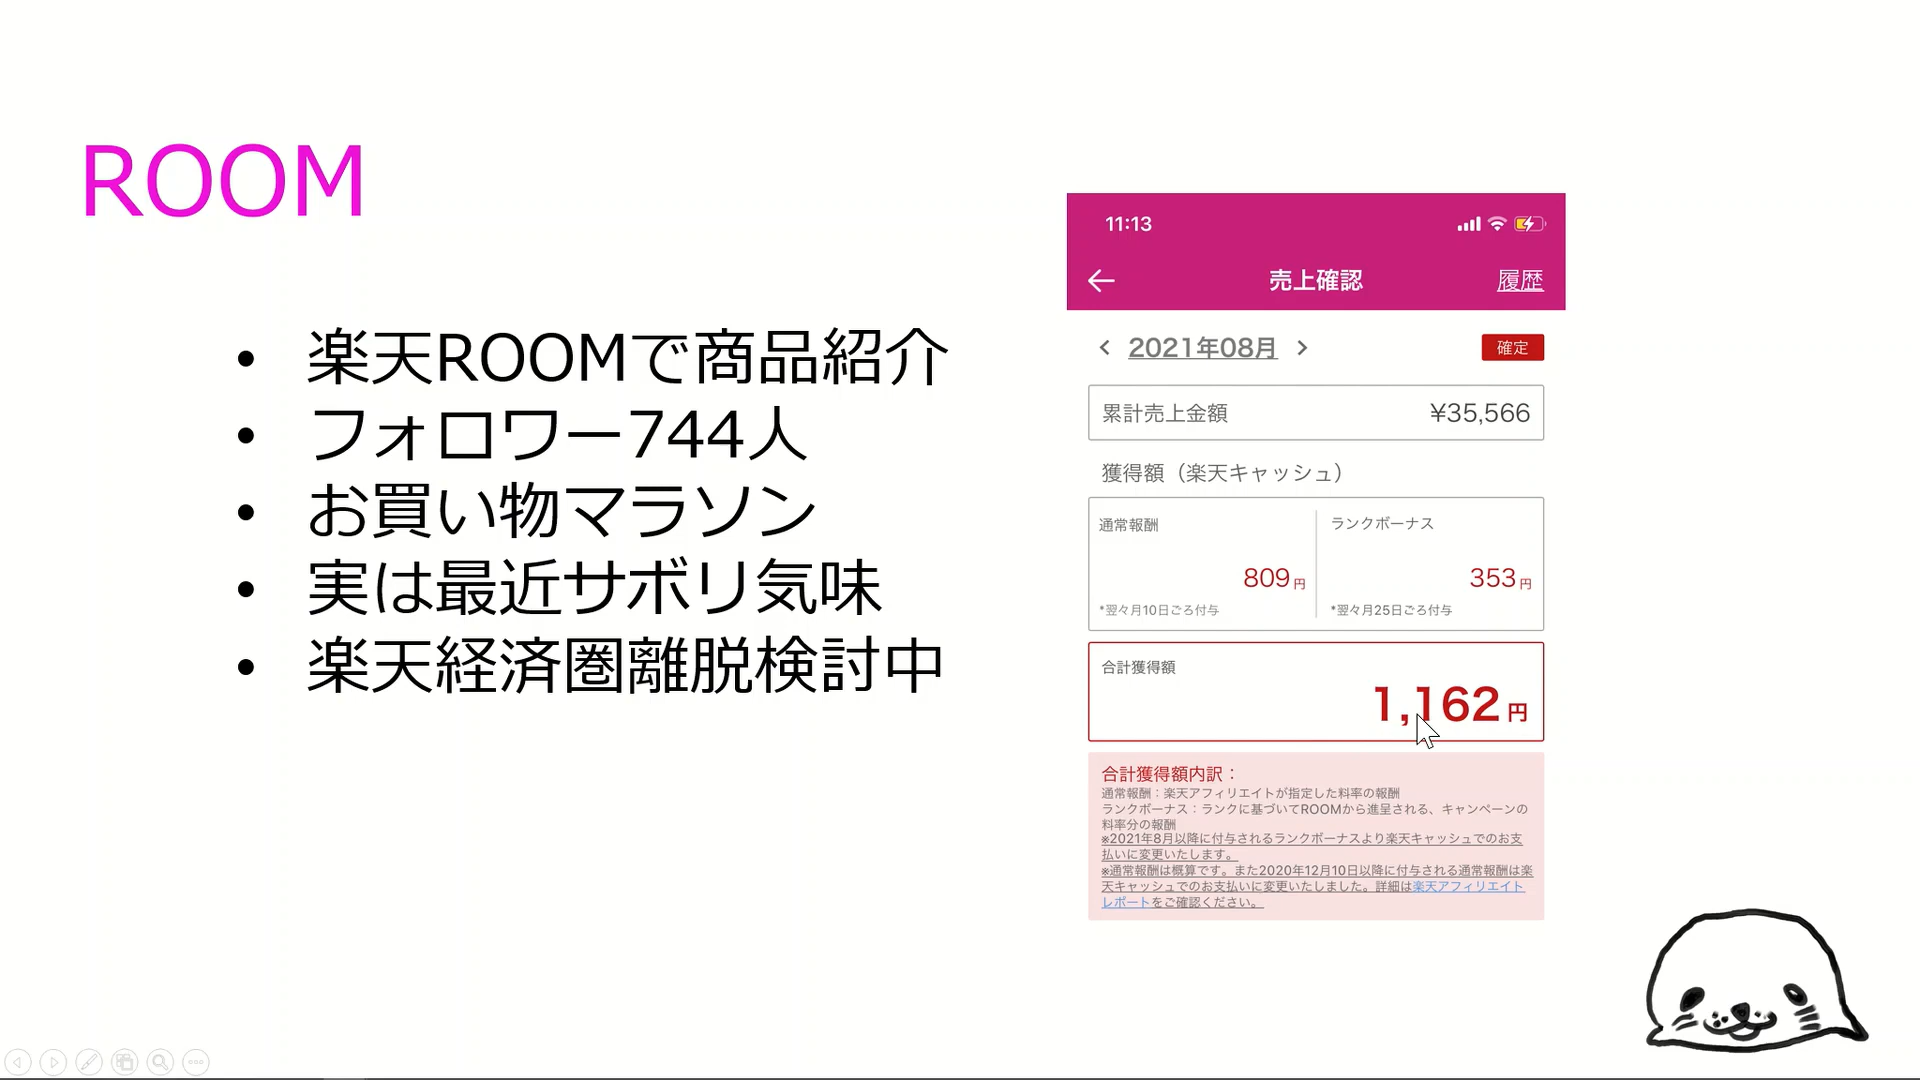 ROOM
• 楽天ROOMで商品紹介
• フォロワー744人
• お買い物マラソン
• 実は最近サボリ気味
• 楽天経済圏離脱検討中
11:13
売上確認
履歴
2021年08月
確定
累計売上金額
¥35,566
獲得額（楽天キャッシュ）
通常報酬
809円
*翌々月10日ごろ付与
ランクボーナス
353円
*翌々月25日ごろ付与
合計獲得額
1,162円
合計獲得額内訳：
通常報酬：楽天アフィリエイトが指定した料率の報酬
ランクボーナス：ランクに基づいてROOMから進呈される、キャンペーンの
料率分の報酬
※2021年8月以降に付与されるランクボーナスより楽天キャッシュでのお支
払いに変更いたします。
※通常報酬は概算です。また2020年12月10日以降に付与される通常報酬は楽
天キャッシュでのお支払いに変更いたしました。詳細は楽天アフィリエイト
レポートをご確認ください。